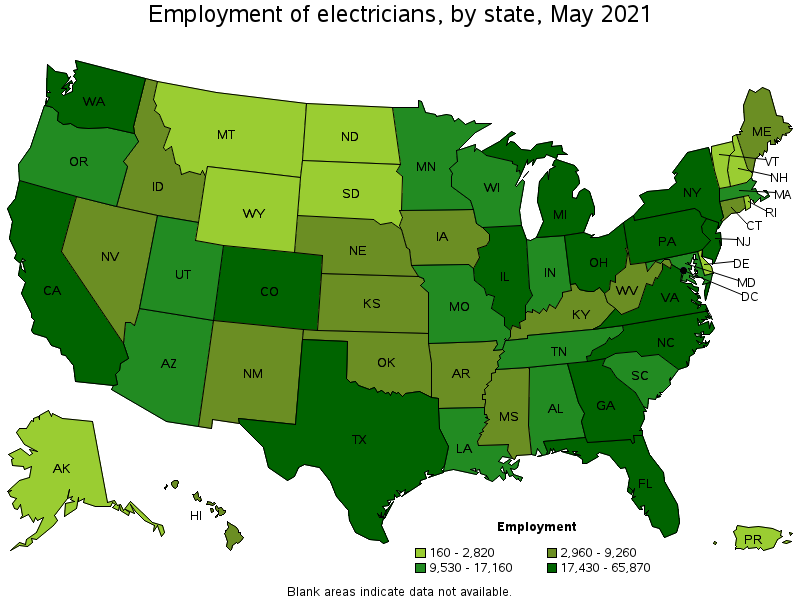 Employment of electricians, by state, May 2021
WA
MT
ND
MN
ME
OR
ID
SD
WI
VT
NH
MA
WY
MI
NY
RI
CT
NV
NE
IA
PA
NJ
UT
CO
IL
IN
OH
DE
MD
CA
KS
MO
WV
VA
DC
KY
AZ
NM
OK
AR
TN
NC
SC
MS
AL
GA
TX
LA
AK
FL
HI
PR
Employment
160 - 2,820
2,960 - 9,260
9,530 - 17,160
17,430 - 65,870
Blank areas indicate data not available.